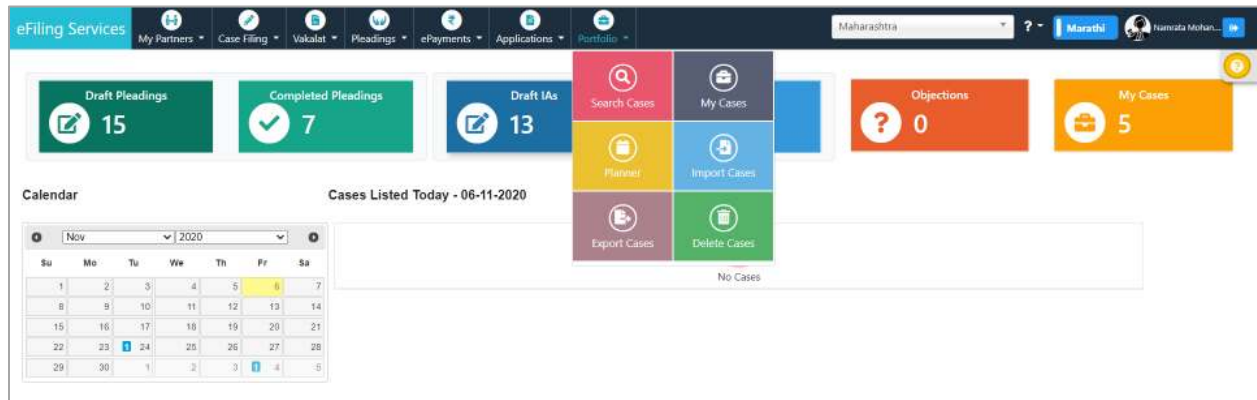 eFiling Services
My Partners
Case Filing
Vakalat
Pleadings
ePayments
Applications
Portfolio
Maharashtra
?
Marathi
Namrata Mohan...
Draft Pleadings
15
Completed Pleadings
7
Draft IAs
13
Search Cases
My Cases
Planner
Import Cases
Export Cases
Delete Cases
Objections
? 0
My Cases
5
?
Calendar
Cases Listed Today - 06-11-2020
Nov 2020
Su Mo Tu We Th Fr Sa
1 2 3 4 5 6 7
8 9 10 11 12 13 14
15 16 17 18 19 20 21
22 23 1 24 25 26 27 28
29 30 1 2 3 1 4 5
No Cases